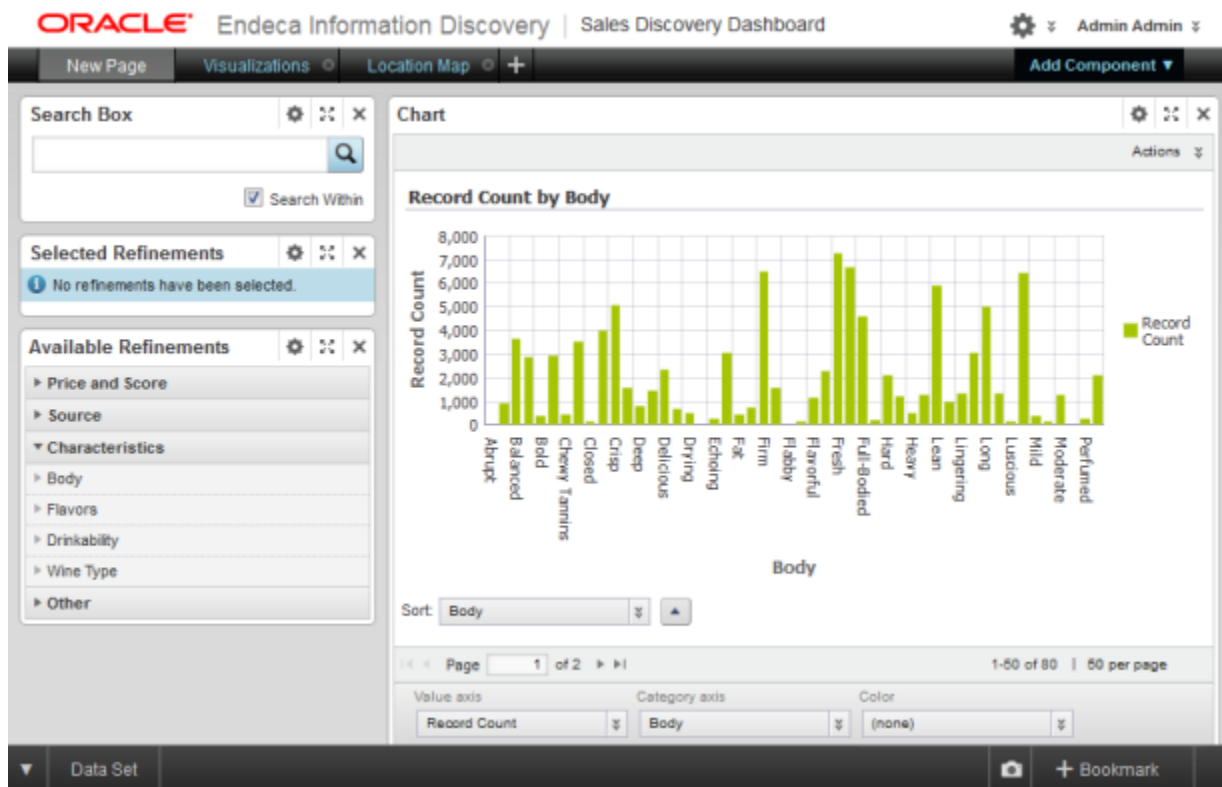 ORACLE Endeca Information Discovery | Sales Discovery Dashboard
Admin Admin
New Page
Visualizations
Location Map
+
Add Component ▼
Search Box
Search Within
Selected Refinements
No refinements have been selected.
Available Refinements
Price and Score
Source
Characteristics
Body
Flavors
Drinkability
Wine Type
Other
Chart
Actions
Record Count by Body
Record Count
8,000
7,000
6,000
5,000
4,000
3,000
2,000
1,000
0
Abrupt
Balanced
Bold
Chewy Tannins
Closed
Crisp
Deep
Delicious
Drying
Echoing
Fat
Firm
Flabby
Flavorful
Fresh
Full-Bodied
Hard
Heavy
Lean
Lingering
Long
Luscious
Mild
Moderate
Perfumed
Body
Record
Count
Sort: Body
Page 1 of 2
1-50 of 80 | 50 per page
Value axis
Category axis
Color
Record Count
Body
(none)
Data Set
+ Bookmark